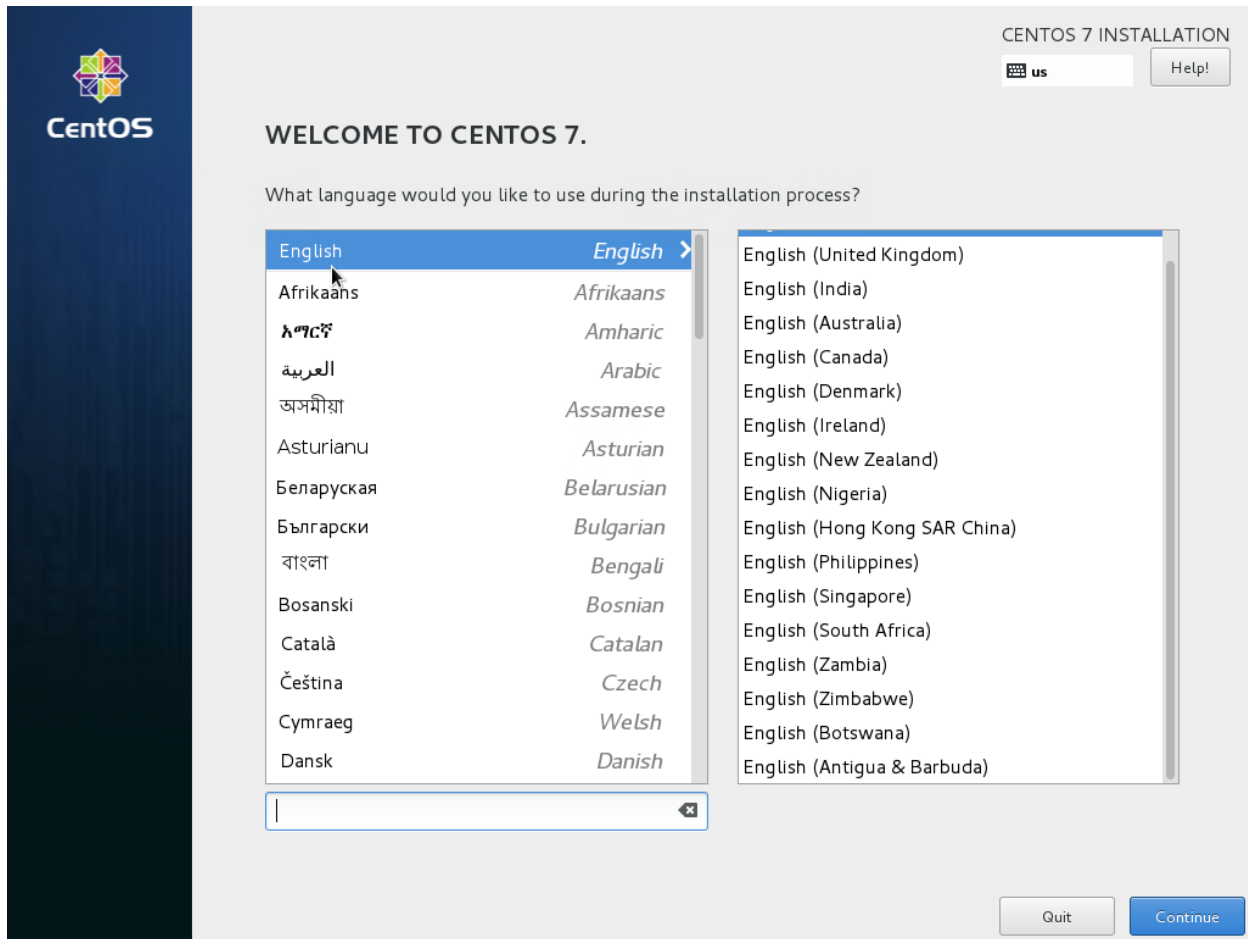 CentOS
CENTOS 7 INSTALLATION
us
Help!
WELCOME TO CENTOS 7.
What language would you like to use during the installation process?
English English
Afrikaans Afrikaans
አማርኛ Amharic
العربية Arabic
অসমীয়া Assamese
Asturianu Asturian
Беларуская Belarusian
Български Bulgarian
বাংলা Bengali
Bosanski Bosnian
Català Catalan
Čeština Czech
Cymraeg Welsh
Dansk Danish
English (United Kingdom)
English (India)
English (Australia)
English (Canada)
English (Denmark)
English (Ireland)
English (New Zealand)
English (Nigeria)
English (Hong Kong SAR China)
English (Philippines)
English (Singapore)
English (South Africa)
English (Zambia)
English (Zimbabwe)
English (Botswana)
English (Antigua & Barbuda)
Quit
Continue